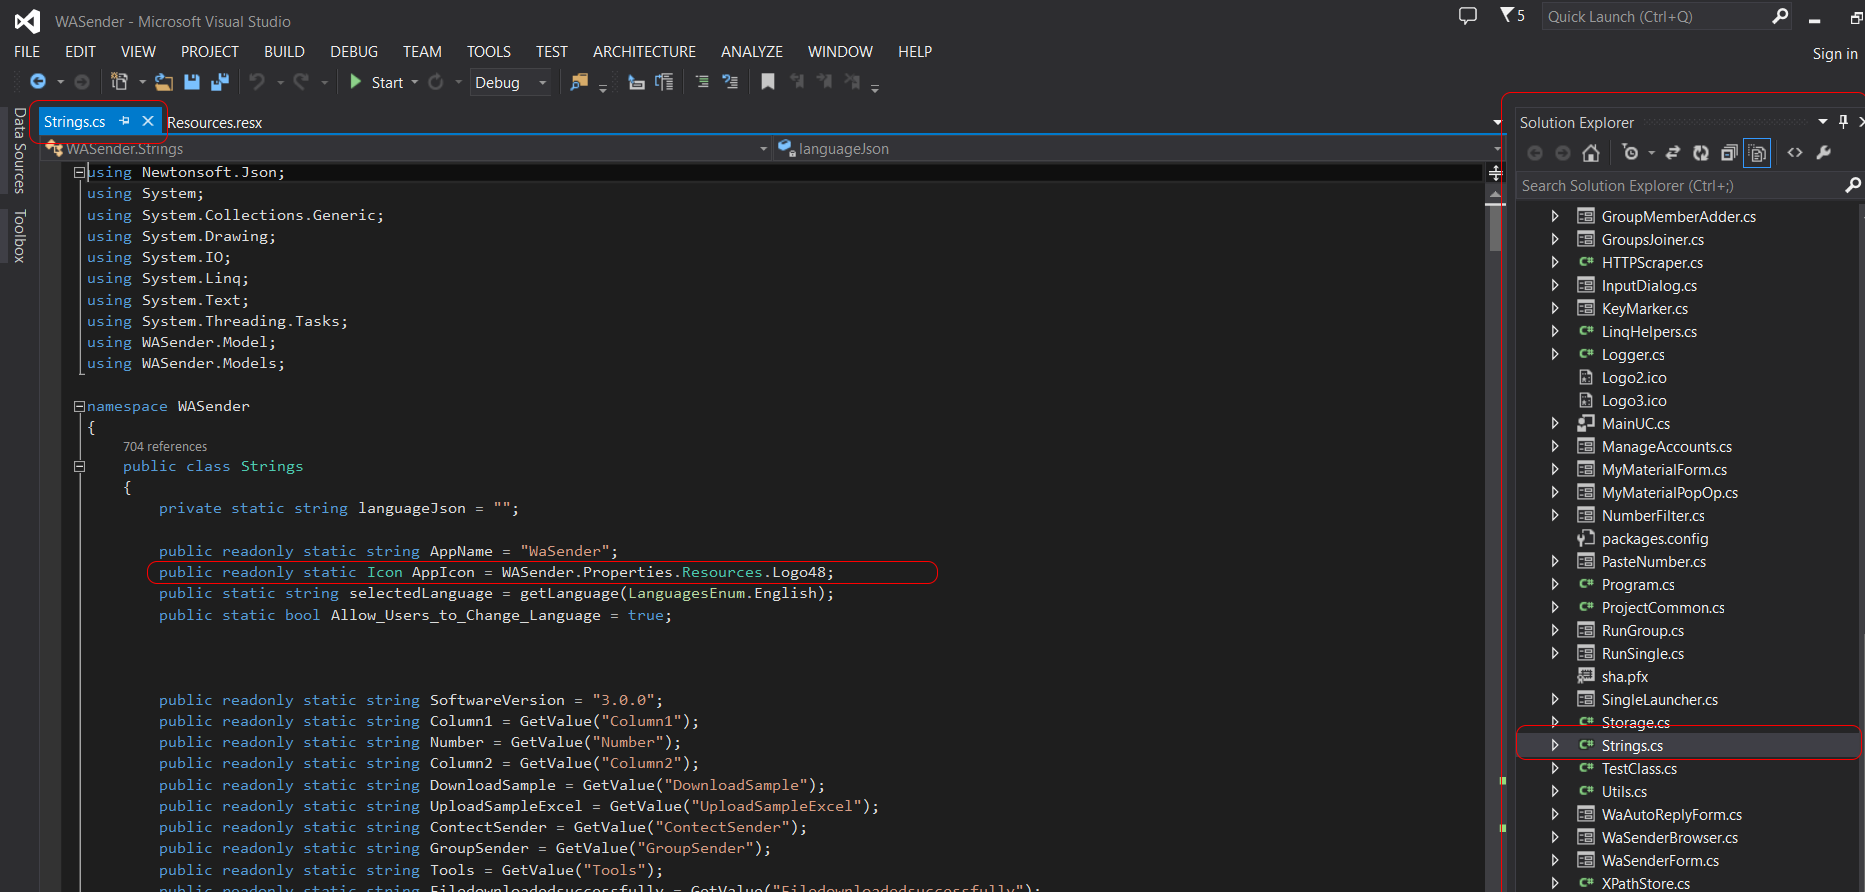 WASender - Microsoft Visual Studio
5
Quick Launch (Ctrl+Q)
FILE EDIT VIEW PROJECT BUILD DEBUG TEAM TOOLS TEST ARCHITECTURE ANALYZE WINDOW HELP
Sign in
Start
Debug
Data Sources
Toolbox
Strings.cs
Resources.resx
WASender.Strings
languageJson
using Newtonsoft.Json;
using System;
using System.Collections.Generic;
using System.Drawing;
using System.IO;
using System.Linq;
using System.Text;
using System.Threading.Tasks;
using WASender.Model;
using WASender.Models;
namespace WASender
{
704 references
public class Strings
{
private static string languageJson = "";
public readonly static string AppName = "WaSender";
public readonly static Icon AppIcon = WASender.Properties.Resources.Logo48;
public static string selectedLanguage = getLanguage(LanguagesEnum.English);
public static bool Allow_Users_to_Change_Language = true;
public readonly static string SoftwareVersion = "3.0.0";
public readonly static string Column1 = GetValue("Column1");
public readonly static string Number = GetValue("Number");
public readonly static string Column2 = GetValue("Column2");
public readonly static string DownloadSample = GetValue("DownloadSample");
public readonly static string UploadSampleExcel = GetValue("UploadSampleExcel");
public readonly static string ContectSender = GetValue("ContectSender");
public readonly static string GroupSender = GetValue("GroupSender");
public readonly static string Tools = GetValue("Tools");
public readonly static string Filedownloadedsuccessfully = GetValue("Filedownloadedsuccessfully");
Solution Explorer
Search Solution Explorer (Ctrl+;)
GroupMemberAdder.cs
GroupsJoiner.cs
C# HTTPScraper.cs
InputDialog.cs
KeyMarker.cs
C# LinqHelpers.cs
C# Logger.cs
Logo2.ico
Logo3.ico
MainUC.cs
ManageAccounts.cs
MyMaterialForm.cs
MyMaterialPopOp.cs
NumberFilter.cs
packages.config
PasteNumber.cs
C# Program.cs
C# ProjectCommon.cs
RunGroup.cs
RunSingle.cs
sha.pfx
SingleLauncher.cs
C# Storage.cs
C# Strings.cs
C# TestClass.cs
C# Utils.cs
WaAutoReplyForm.cs
WaSenderBrowser.cs
WaSenderForm.cs
C# XPathStore.cs